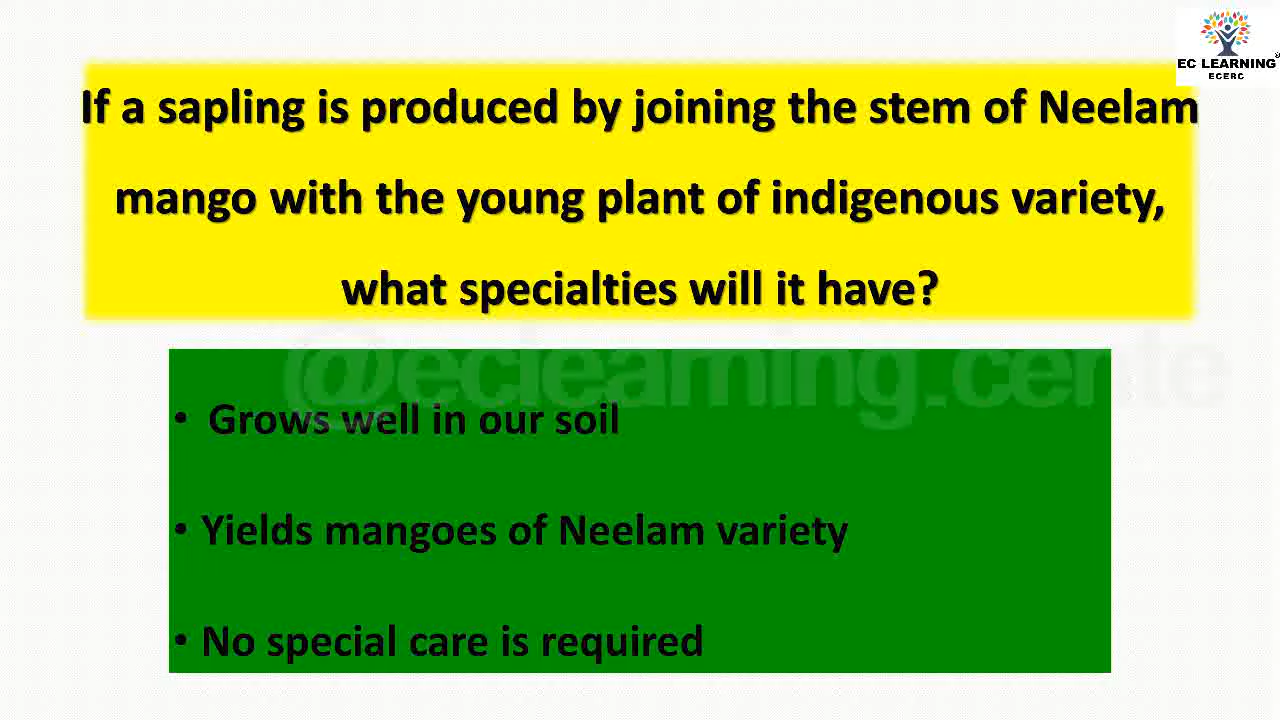 EC LEARNING
ECERC
If a sapling is produced by joining the stem of Neelam
mango with the young plant of indigenous variety,
what specialties will it have?
@eclearning.cente
• Grows well in our soil
• Yields mangoes of Neelam variety
• No special care is required